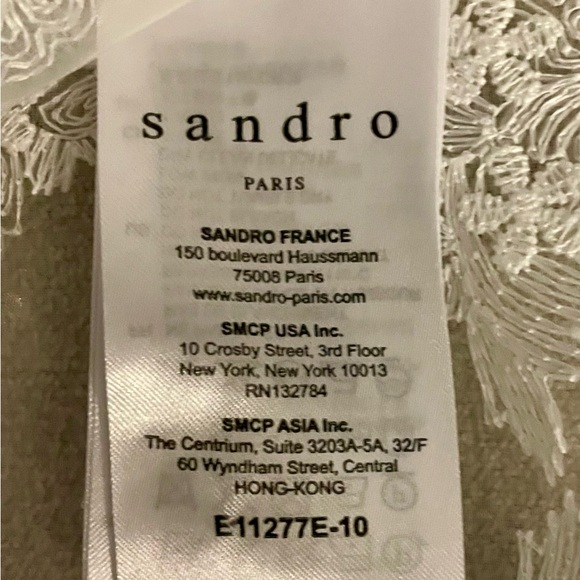 sandro
PARIS
SANDRO FRANCE
150 boulevard Haussmann
75008 Paris
www.sandro-paris.com
SMCP USA Inc.
10 Crosby Street, 3rd Floor
New York, New York 10013
RN132784
SMCP ASIA Inc.
The Centrium, Suite 3203A-5A, 32/F
60 Wyndham Street, Central
HONG-KONG
E11277E-10